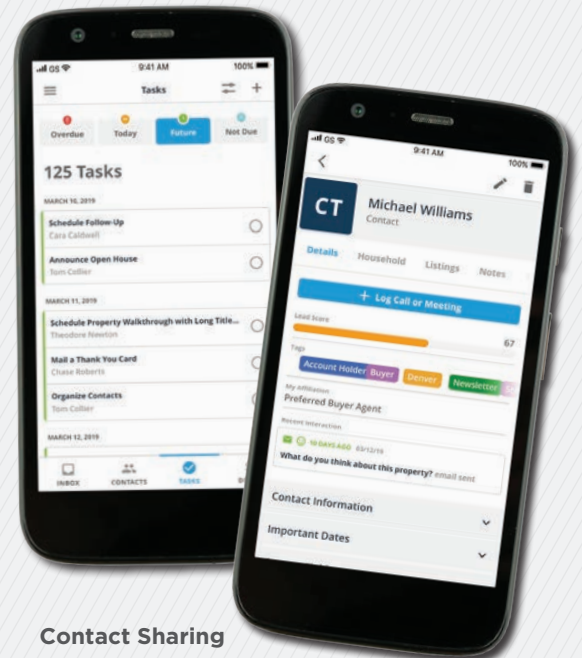 GS 9:41 AM 100%
Tasks
Overdue Today Future Not Due
125 Tasks
MARCH 10, 2019
Schedule Follow-Up
Cara Caldwell
Announce Open House
Tom Collier
MARCH 11, 2019
Schedule Property Walkthrough with Long Title...
Theodore Newton
Mail a Thank You Card
Chase Roberts
Organize Contacts
Tom Collier
MARCH 12, 2019
INBOX CONTACTS TASKS
GS 9:41 AM 100%
CT
Michael Williams
Contact
Details Household Listings Notes
+ Log Call or Meeting
Lead Score
67
Tags
Account Holder Buyer Denver Newsletter
My Affiliation
Preferred Buyer Agent
Recent Interaction
10 DAYS AGO 03/12/19
What do you think about this property? email sent
Contact Information
Important Dates
Contact Sharing